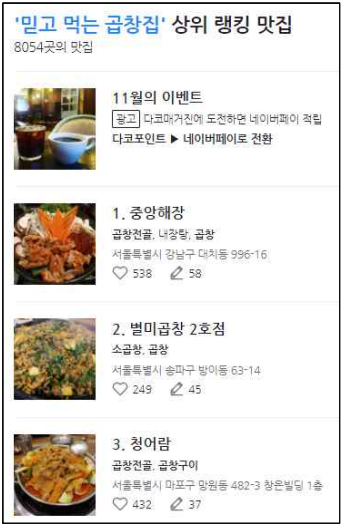 '믿고 먹는 곱창집' 상위 랭킹 맛집
8054곳의 맛집
11월의 이벤트
광고 다코매거진에 도전하면 네이버페이 적립
다코포인트 ▶ 네이버페이로 전환
1. 중앙해장
곱창전골, 내장탕, 곱창
서울특별시 강남구 대치동 996-16
538 58
2. 별미곱창 2호점
소곱창, 곱창
서울특별시 송파구 방이동 63-14
249 45
3. 청어람
곱창전골, 곱창구이
서울특별시 마포구 망원동 482-3 창은빌딩 1층
432 37